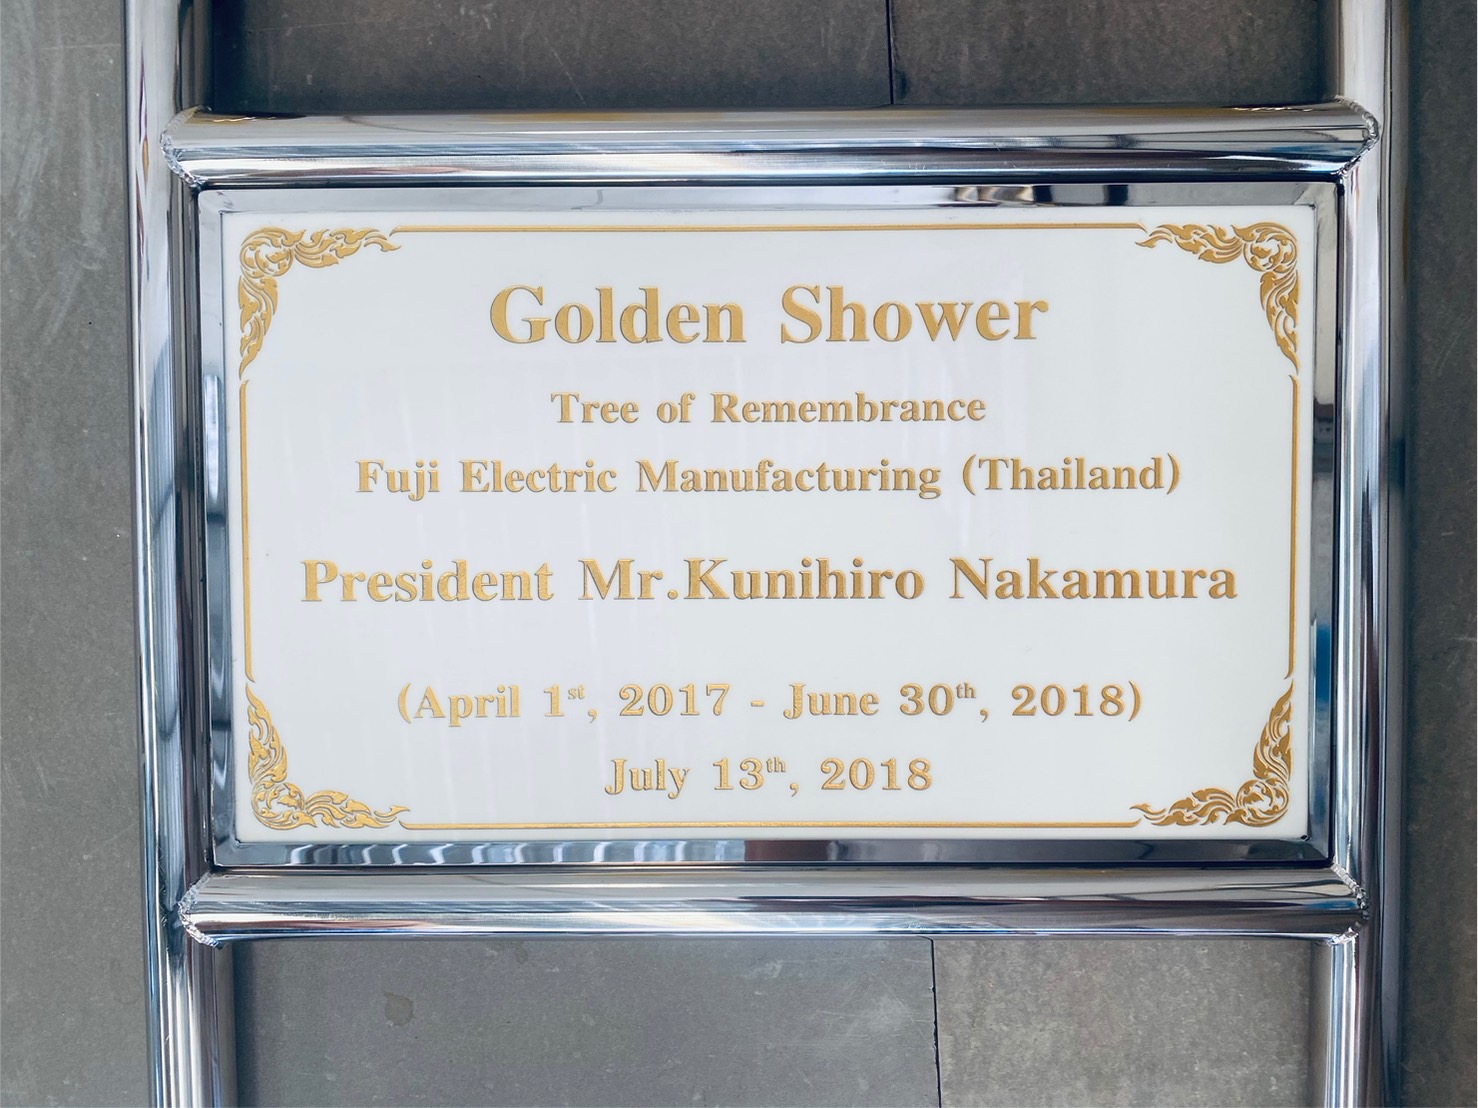 Golden Shower
Tree of Remembrance
Fuji Electric Manufacturing (Thailand)
President Mr.Kunihiro Nakamura
(April 1st, 2017 - June 30th, 2018)
July 13th, 2018